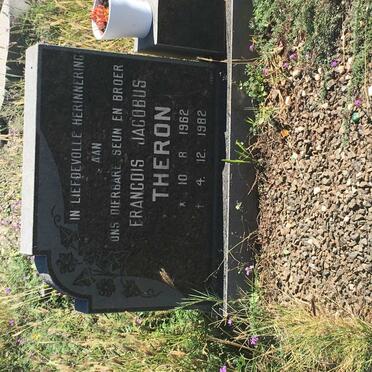 IN LIEFDEVOLLE HERINNERING
AAN
ONS DIERBARE SEUN EN BROER
FRANCOIS JACOBUS
THERON
* 10. 8. 1962
† 4. 12. 1982